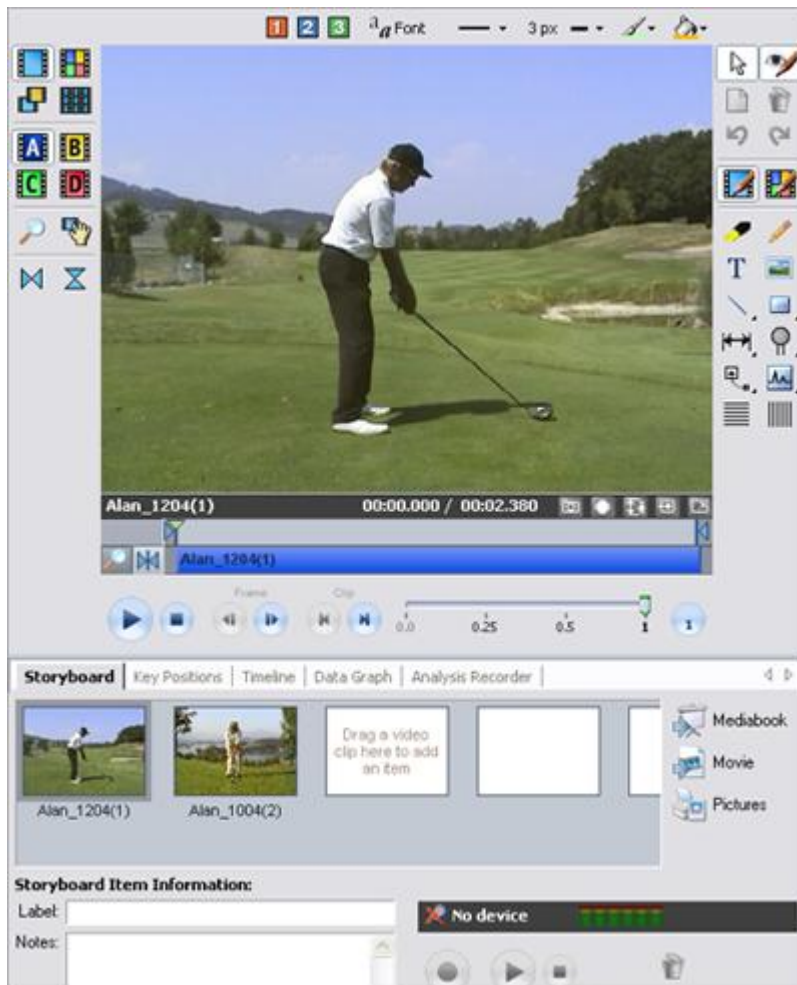 1 2 3 aa Font 3 px
A B
C D
T
Alan_1204(1) 00:00.000 / 00:02.380
Alan_1204(1)
Frame Clip
0.0 0.25 0.5 1 1
Storyboard Key Positions Timeline Data Graph Analysis Recorder
Drag a video
clip here to add
an item
Mediabook
Movie
Pictures
Alan_1204(1) Alan_1004(2)
Storyboard Item Information:
Label:
No device
Notes: